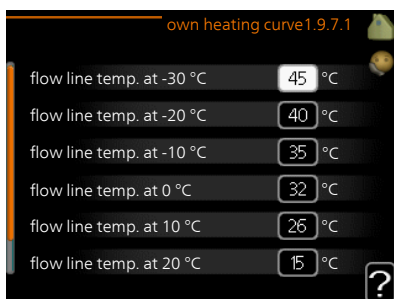 own heating curve1.9.7.1
flow line temp. at -30 °C 45 °C
flow line temp. at -20 °C 40 °C
flow line temp. at -10 °C 35 °C
flow line temp. at 0 °C 32 °C
flow line temp. at 10 °C 26 °C
flow line temp. at 20 °C 15 °C
?